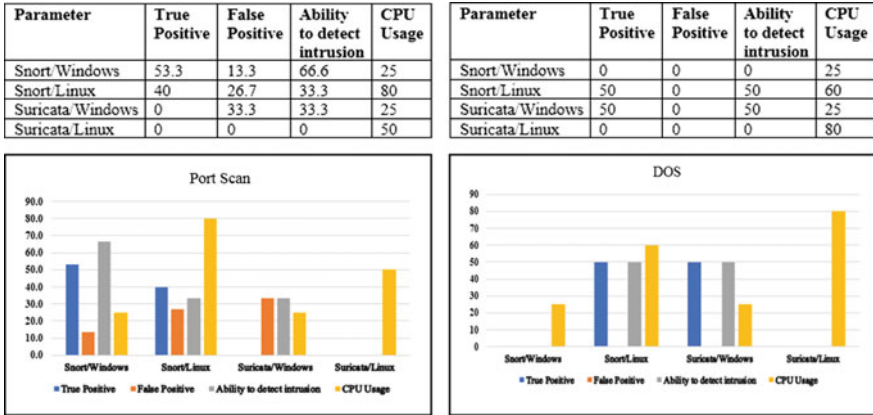 Parameter True Positive False Positive Ability to detect intrusion CPU Usage
Snort/Windows 53.3 13.3 66.6 25
Snort/Linux 40 26.7 33.3 80
Suricata/Windows 0 33.3 33.3 25
Suricata/Linux 0 0 0 50
Parameter True Positive False Positive Ability to detect intrusion CPU Usage
Snort/Windows 0 0 0 25
Snort/Linux 50 0 50 60
Suricata/Windows 50 0 50 25
Suricata/Linux 0 0 0 80
Port Scan
90.0
80.0
70.0
60.0
50.0
40.0
30.0
20.0
10.0
0.0
Snort/Windows Snort/Linux Suricata/Windows Suricata/Linux
True Positive False Positive Ability to detect intrusion CPU Usage
DOS
90
80
70
60
50
40
30
20
10
0
Snort/Windows Snort/Linux Suricata/Windows Suricata/Linux
True Positive False Positive Ability to detect intrusion CPU Usage